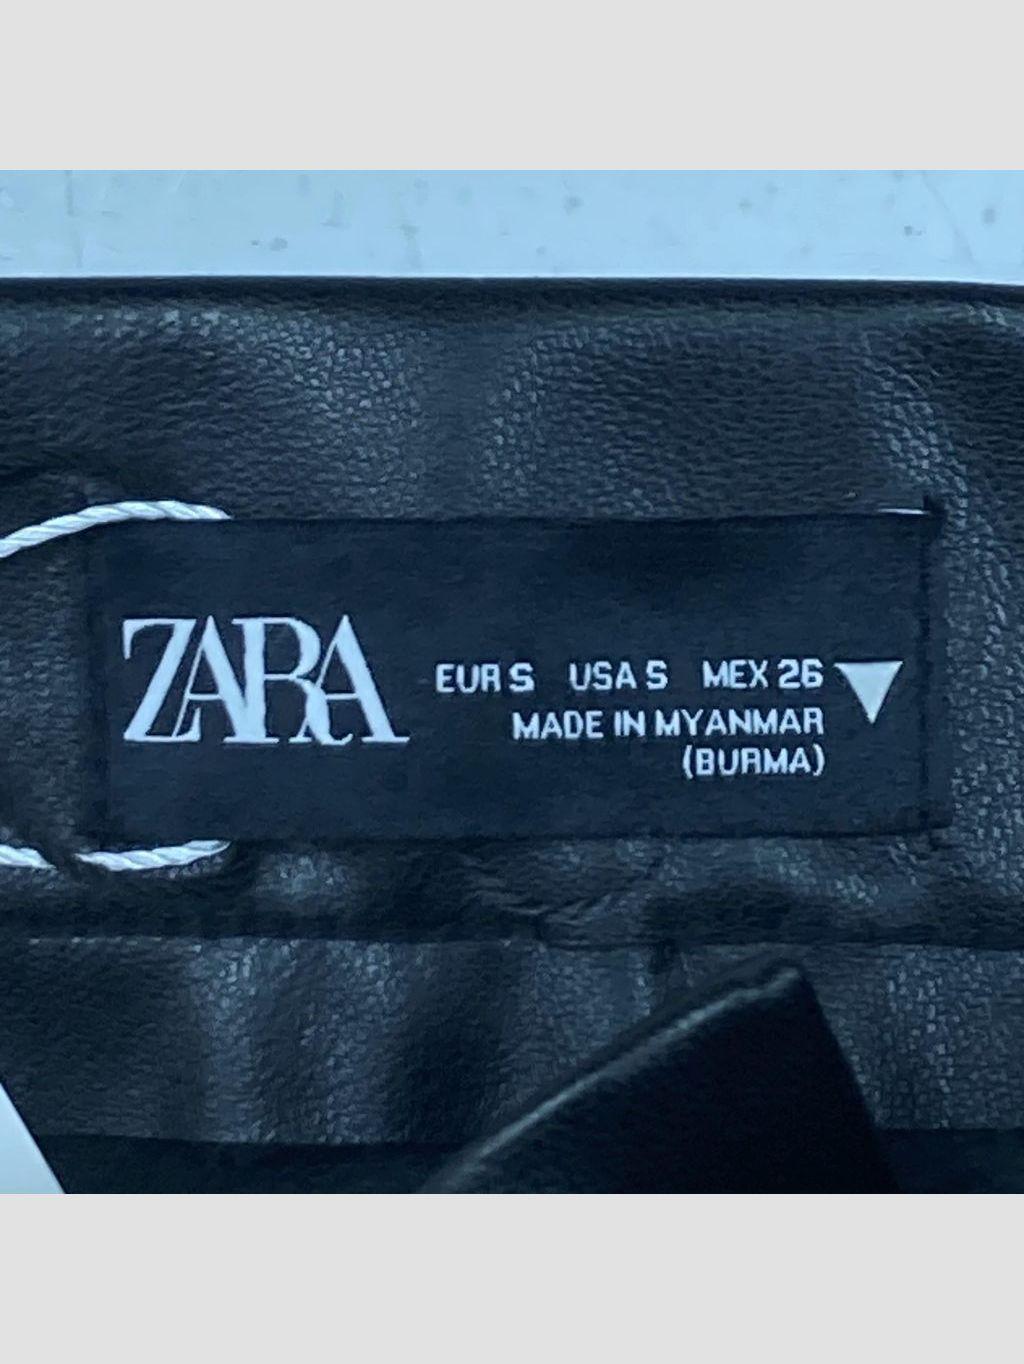 ZARA
EUR S USA S MEX 26
MADE IN MYANMAR
(BURMA)